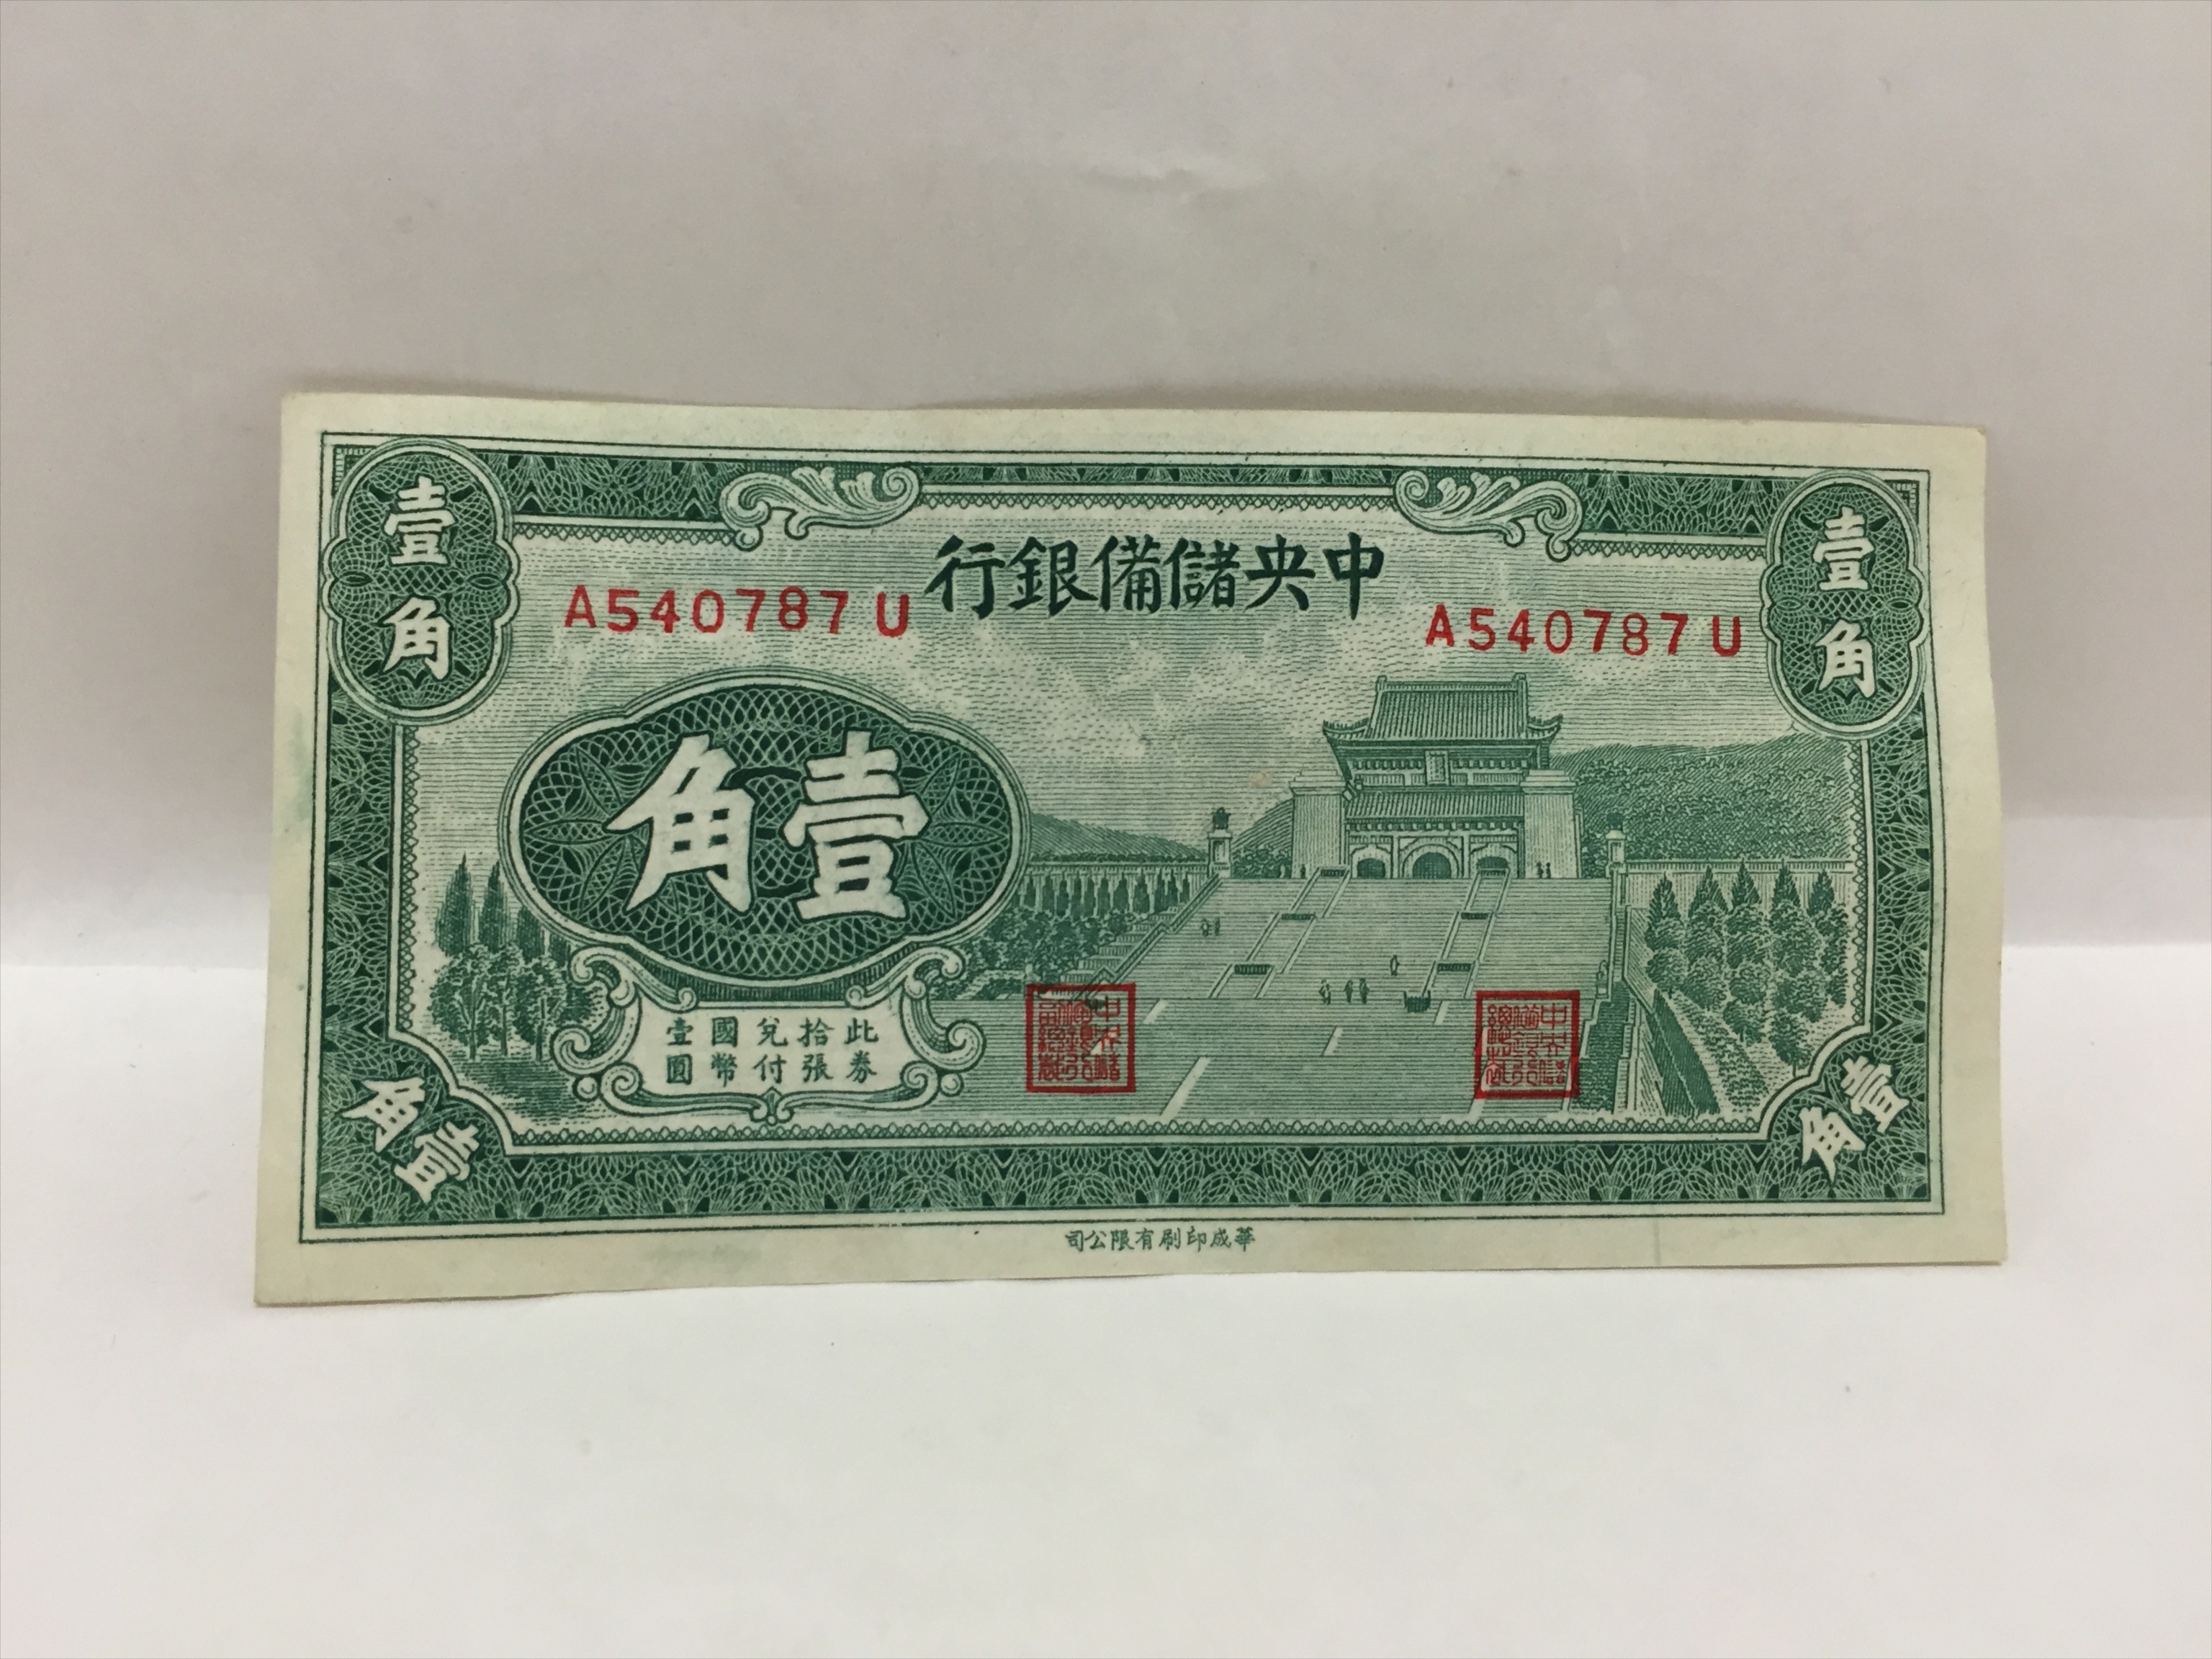 中央儲備銀行
壹角
壹角
A540787U
A540787U
壹角
此券拾張兌付國幣壹圓
壹角
壹角
華成印刷有限公司